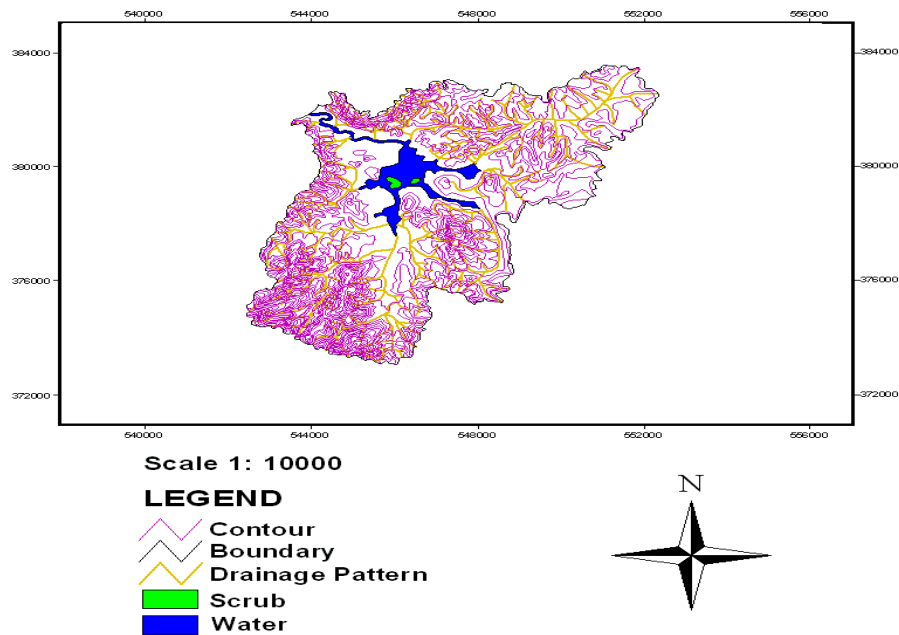 540000 544000 548000 552000 556000
384000 384000
380000 380000
376000 376000
372000 372000
540000 544000 548000 552000 556000
Scale 1: 10000
LEGEND
N
Contour
Boundary
Drainage Pattern
Scrub
Water